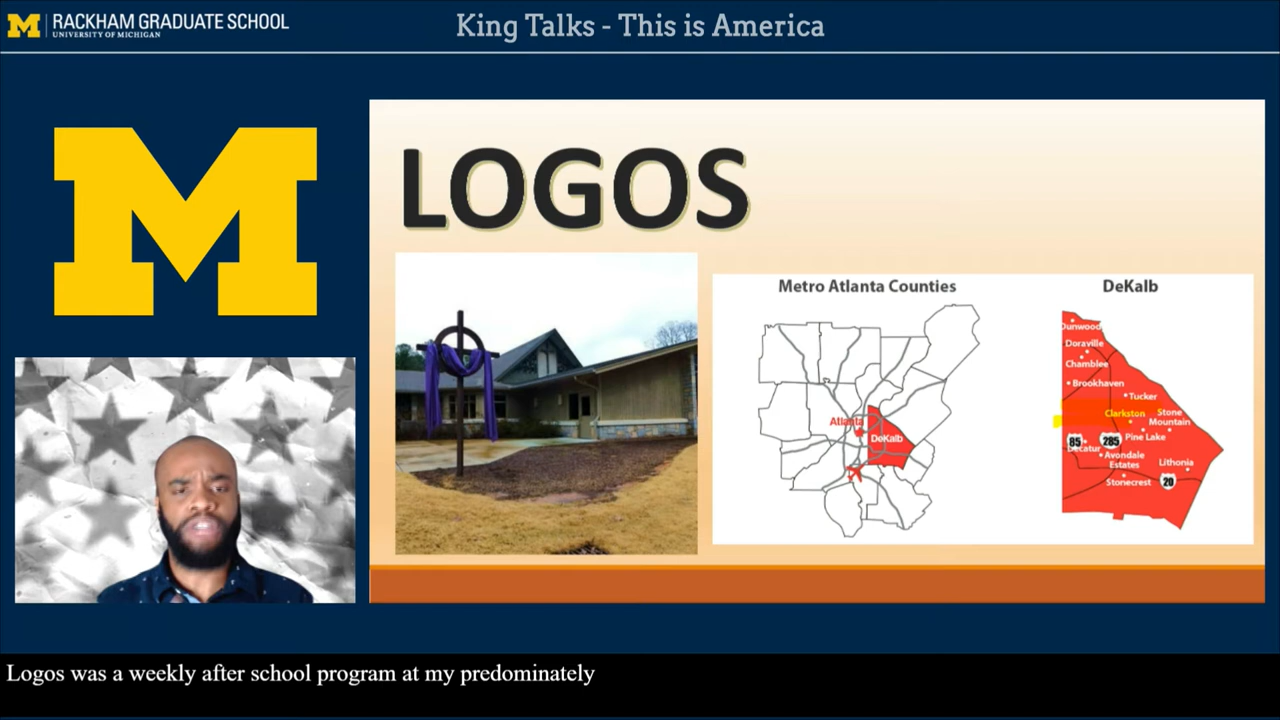 M RACKHAM GRADUATE SCHOOL
UNIVERSITY OF MICHIGAN
King Talks - This is America
M
LOGOS
Metro Atlanta Counties
Atlanta
DeKalb
DeKalb
Dunwood
Doraville
Chamblee
Brookhaven
Tucker
Clarkston
Stone
Mountain
85
285
Pine Lake
Decatur
Avondale
Estates
Lithonia
Stonecrest
20
Logos was a weekly after school program at my predominately